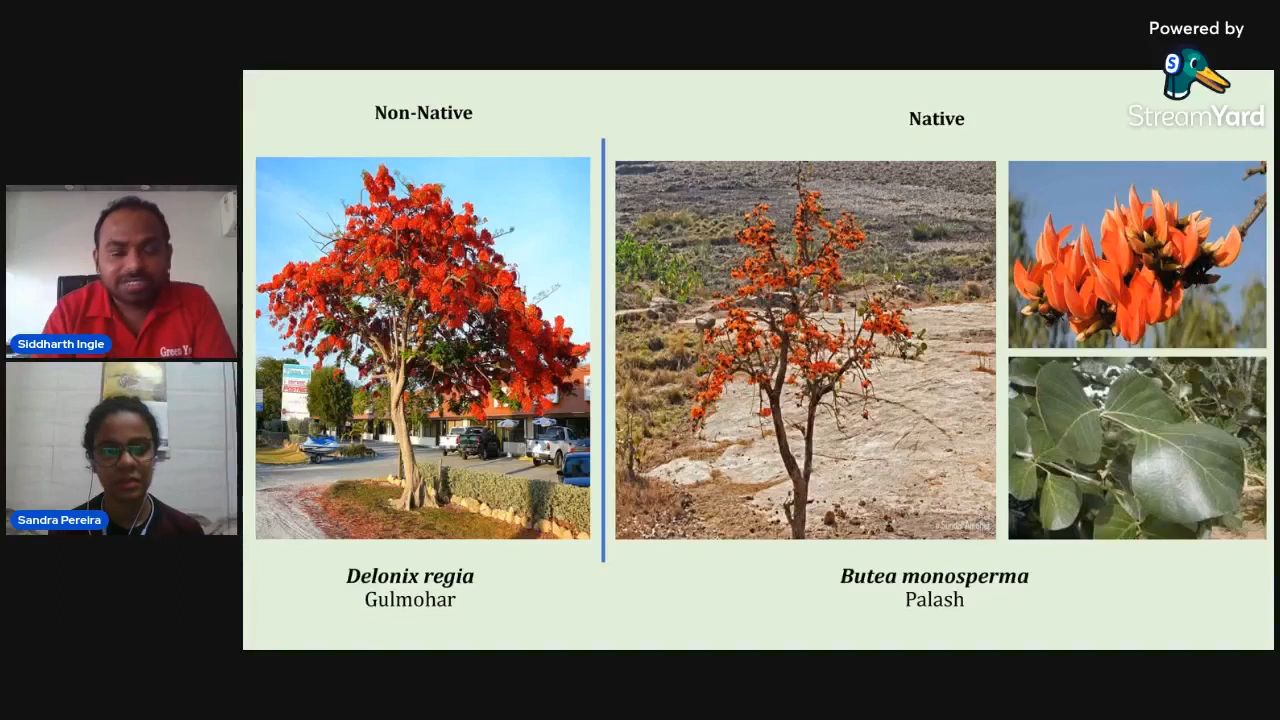 Powered by
StreamYard
Non-Native
Native
Siddharth Ingle
Sandra Pereira
Delonix regia
Gulmohar
Butea monosperma
Palash